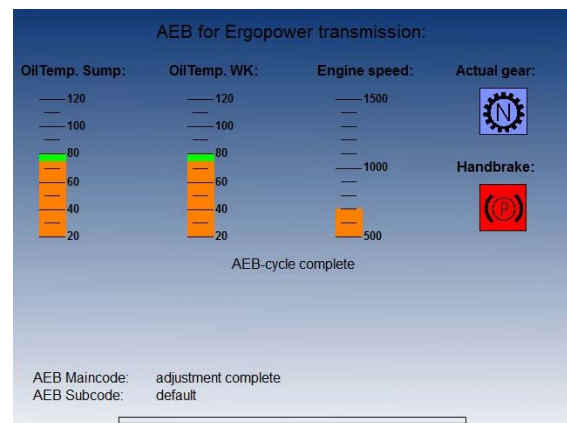 AEB for Ergopower transmission:
OilTemp. Sump: OilTemp. WK: Engine speed: Actual gear:
120 120 1500
100 100
N
80 80
60 60 1000 Handbrake:
40 40
(P)
20 20 500
AEB-cycle complete
AEB Maincode: adjustment complete
AEB Subcode: default